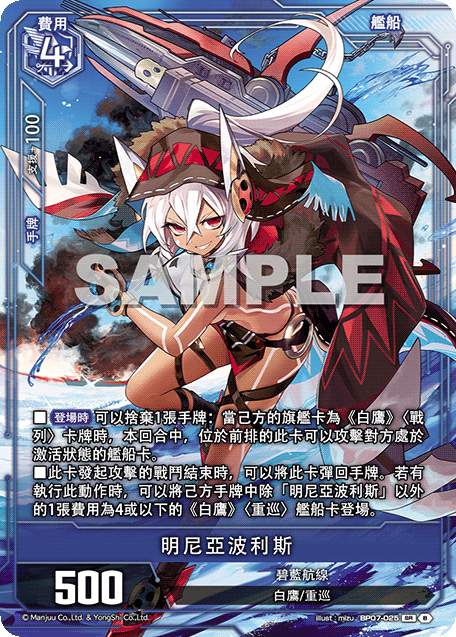 費用
艦船
4
手牌
支援+100
SAMPLE
■ 登場時 可以捨棄1張手牌：當己方的旗艦卡為《白鷹》〈戰
列〉卡牌時，本回合中，位於前排的此卡可以攻擊對方處於
激活狀態的艦船卡。
■此卡發起攻擊的戰鬥結束時，可以將此卡彈回手牌。若有
執行此動作時，可以將己方手牌中除「明尼亞波利斯」以外
的1張費用為4或以下的《白鷹》〈重巡〉艦船卡登場。
明尼亞波利斯
500
碧藍航線
白鷹/重巡
© Manjuu Co.,Ltd. & YongShi Co.,Ltd.
illust：mizu BP07-025 SR